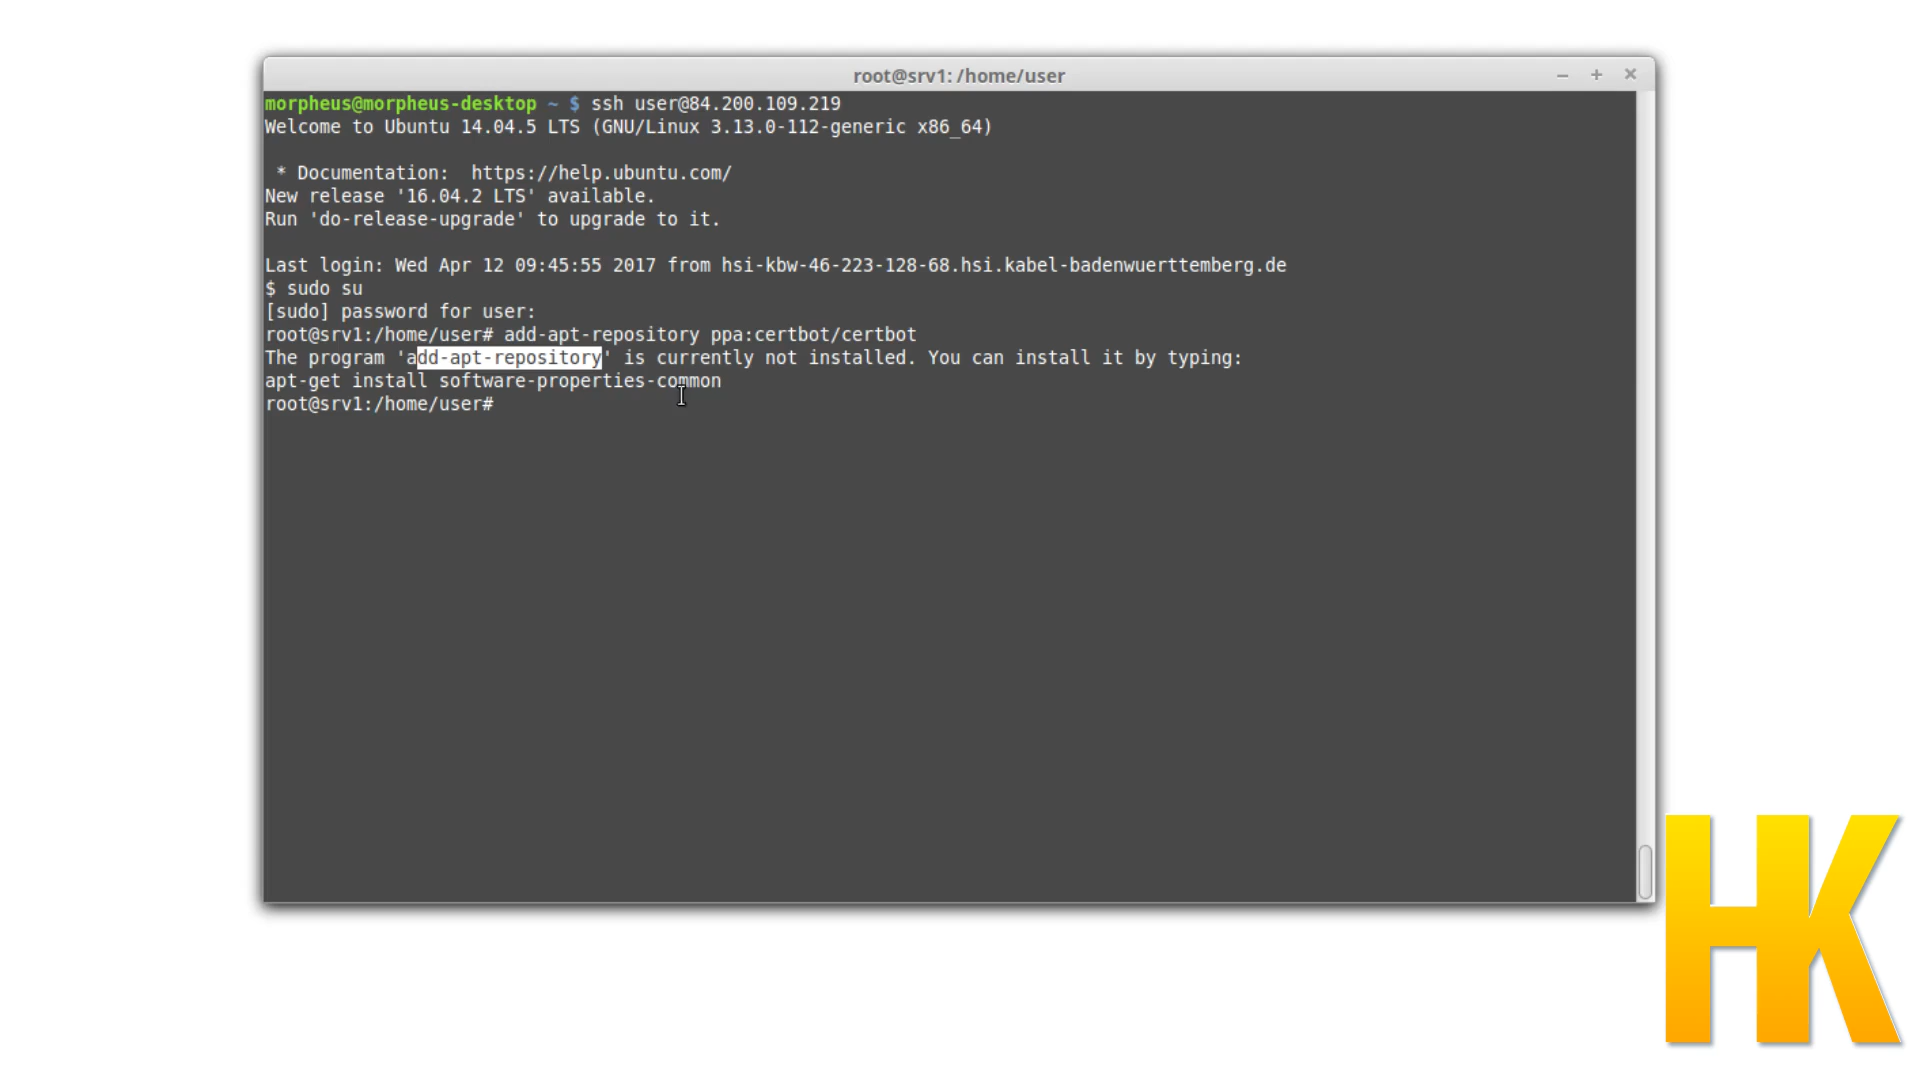 root@srv1: /home/user
morpheus@morpheus-desktop ~ $ ssh user@84.200.109.219
Welcome to Ubuntu 14.04.5 LTS (GNU/Linux 3.13.0-112-generic x86_64)
* Documentation:  https://help.ubuntu.com/
New release '16.04.2 LTS' available.
Run 'do-release-upgrade' to upgrade to it.
Last login: Wed Apr 12 09:45:55 2017 from hsi-kbw-46-223-128-68.hsi.kabel-badenwuerttemberg.de
$ sudo su
[sudo] password for user:
root@srv1:/home/user# add-apt-repository ppa:certbot/certbot
The program 'add-apt-repository' is currently not installed. You can install it by typing:
apt-get install software-properties-common
root@srv1:/home/user#
HK